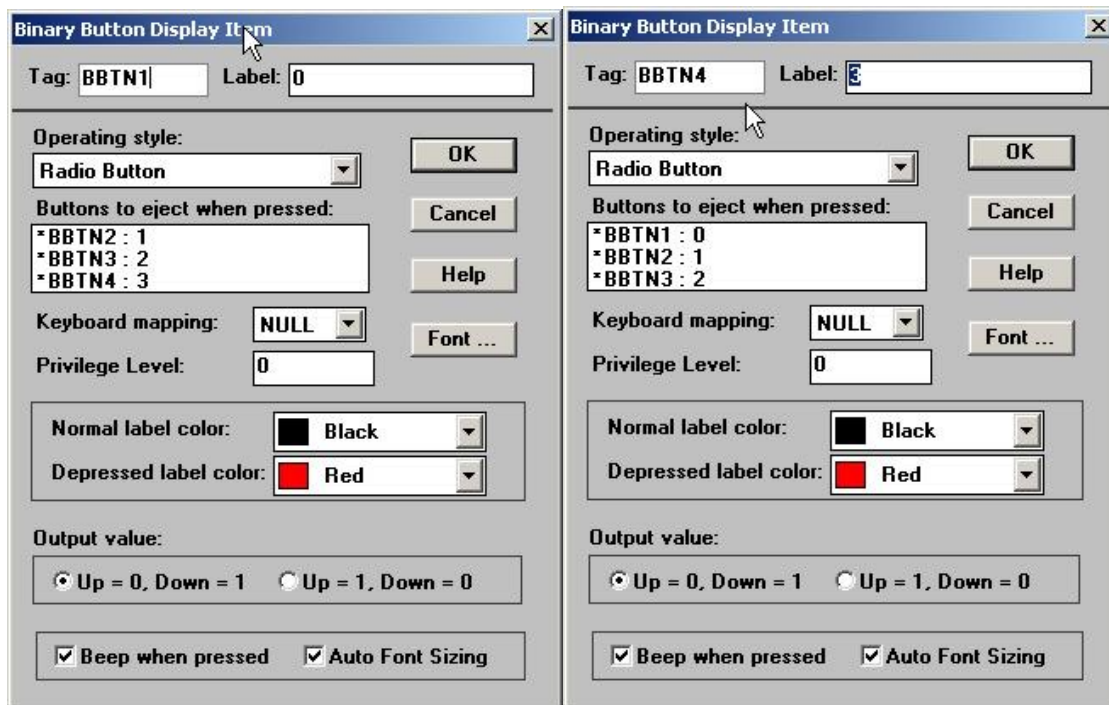 Binary Button Display Item
Tag: BBTN1 Label: 0
Operating style:
Radio Button
OK
Buttons to eject when pressed:
Cancel
*BBTN2 : 1
*BBTN3 : 2
*BBTN4 : 3
Help
Keyboard mapping: NULL
Font ...
Privilege Level: 0
Normal label color: Black
Depressed label color: Red
Output value:
Up = 0, Down = 1 Up = 1, Down = 0
Beep when pressed Auto Font Sizing
Binary Button Display Item
Tag: BBTN4 Label: 3
Operating style:
Radio Button
OK
Buttons to eject when pressed:
Cancel
*BBTN1 : 0
*BBTN2 : 1
*BBTN3 : 2
Help
Keyboard mapping: NULL
Font ...
Privilege Level: 0
Normal label color: Black
Depressed label color: Red
Output value:
Up = 0, Down = 1 Up = 1, Down = 0
Beep when pressed Auto Font Sizing